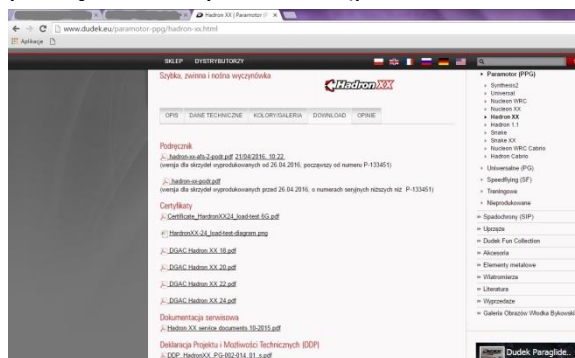 Hadron XX | Paramotor (P
www.dudek.eu/paramotor-ppg/hadron-xx.html
Aplikacje
SKLEP DYSTRYBUTORZY
Szybka, zwinna i nośna wyczynówka
Hadron XX
OPIS DANE TECHNICZNE KOLORY/GALERIA DOWNLOAD OPINIE
Podręcznik
hadron-xx-afs-2-podr.pdf 21/04/2016, 10.22,
(wersja dla skrzydeł wyprodukowanych od 26.04.2016, począwszy od numeru P-133451)
hadron-xx-podr.pdf
(wersja dla skrzydeł wyprodukowanych przed 26.04.2016, o numerach seryjnych niższych niż P-133451)
Certyfikaty
Certificate_HadronXX24_load-test 6G.pdf
HardronXX-24_load-test-diagram.png
DGAC Hadron XX 18.pdf
DGAC Hadron XX 20.pdf
DGAC Hadron XX 22.pdf
DGAC Hadron XX 24.pdf
Dokumentacja serwisowa
Hadron XX service documents 10-2015.pdf
Deklaracja Projektu i Możliwości Technicznych (DDP)
DDP_HadronXX_PG-002-014_01_s.pdf
Paramotor (PPG)
Synthesis2
Universal
Nucleon WRC
Nucleon XX
Hadron XX
Hadron 1.1
Snake
Snake XX
Nucleon WRC Cabrio
Hadron Cabrio
Uniwersalne (PG)
Speedflying (SF)
Treningowe
Nieprodukowane
Spadochrony (SIP)
Uprzęże
Dudek Fun Collection
Akcesoria
Elementy metalowe
Wiatromierze
Literatura
Wyprzedaże
Galeria Obrazów Włodka Bykowski
Dudek Paraglide...